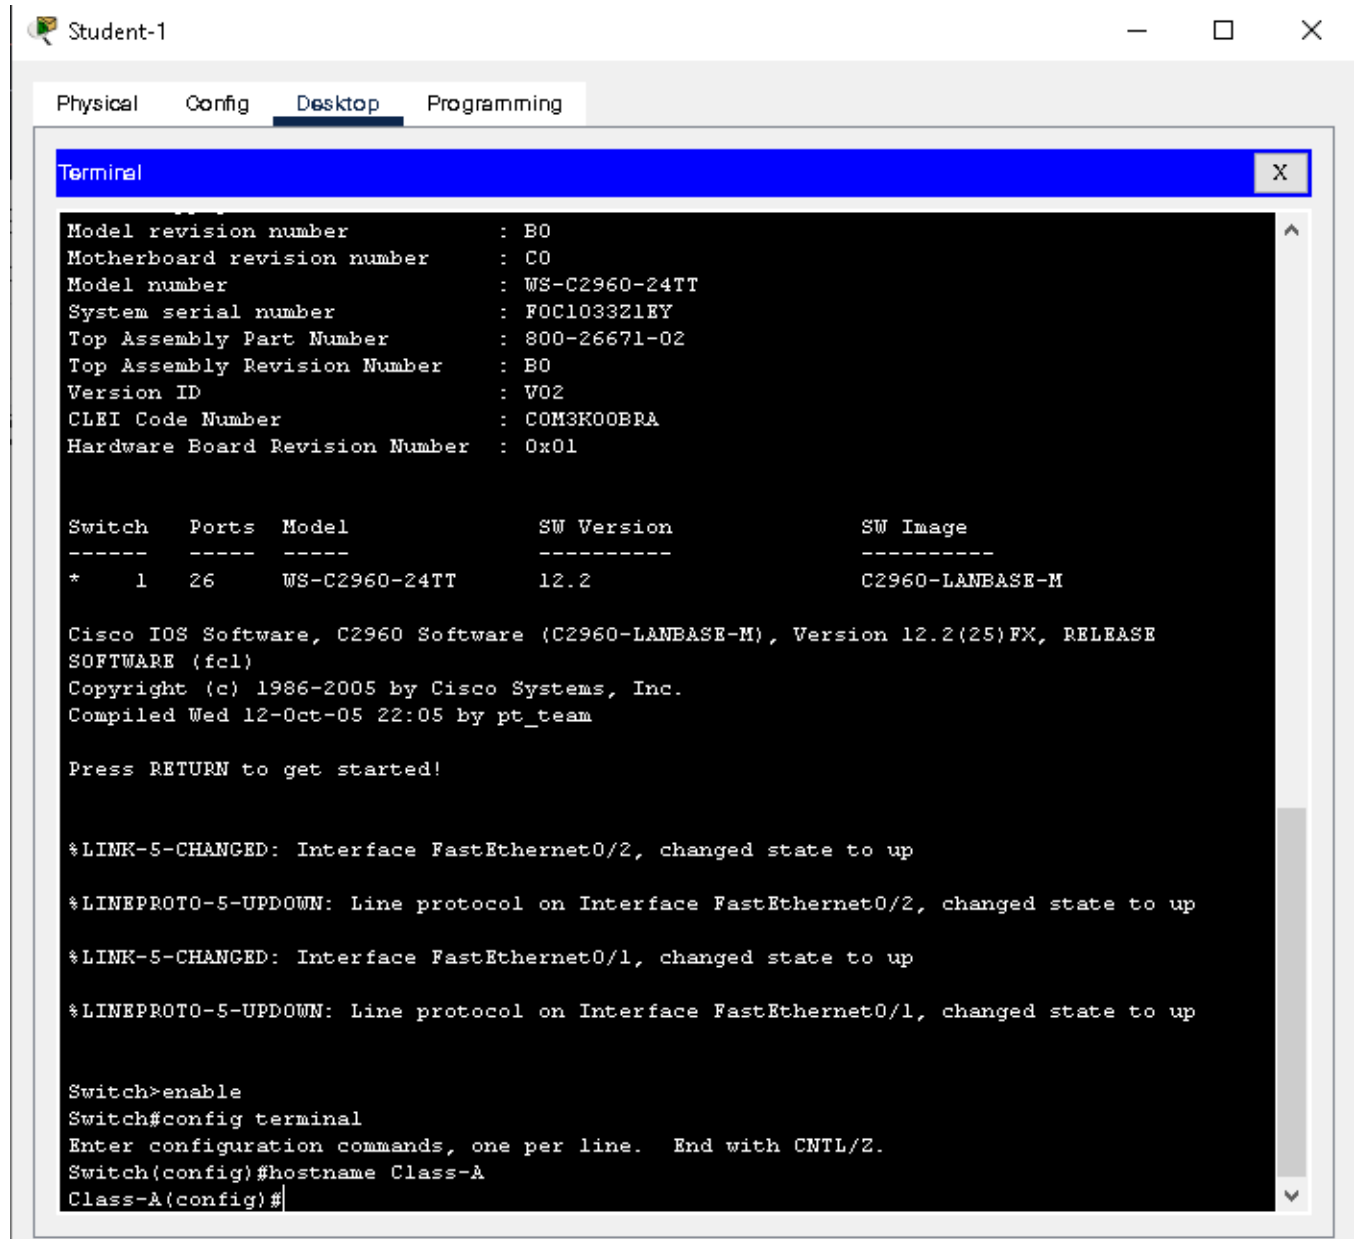 Student-1
Physical Config Desktop Programming
Terminal
X
Model revision number : B0
Motherboard revision number : C0
Model number : WS-C2960-24TT
System serial number : FOC1033Z1EY
Top Assembly Part Number : 800-26671-02
Top Assembly Revision Number : B0
Version ID : V02
CLEI Code Number : COM3K00BRA
Hardware Board Revision Number : 0x01
Switch Ports Model SW Version SW Image
------ ----- ----- ---------- ----------
* 1 26 WS-C2960-24TT 12.2 C2960-LANBASE-M
Cisco IOS Software, C2960 Software (C2960-LANBASE-M), Version 12.2(25)FX, RELEASE
SOFTWARE (fc1)
Copyright (c) 1986-2005 by Cisco Systems, Inc.
Compiled Wed 12-Oct-05 22:05 by pt_team
Press RETURN to get started!
%LINK-5-CHANGED: Interface FastEthernet0/2, changed state to up
%LINEPROTO-5-UPDOWN: Line protocol on Interface FastEthernet0/2, changed state to up
%LINK-5-CHANGED: Interface FastEthernet0/1, changed state to up
%LINEPROTO-5-UPDOWN: Line protocol on Interface FastEthernet0/1, changed state to up
Switch>enable
Switch#config terminal
Enter configuration commands, one per line. End with CNTL/Z.
Switch(config)#hostname Class-A
Class-A(config)#